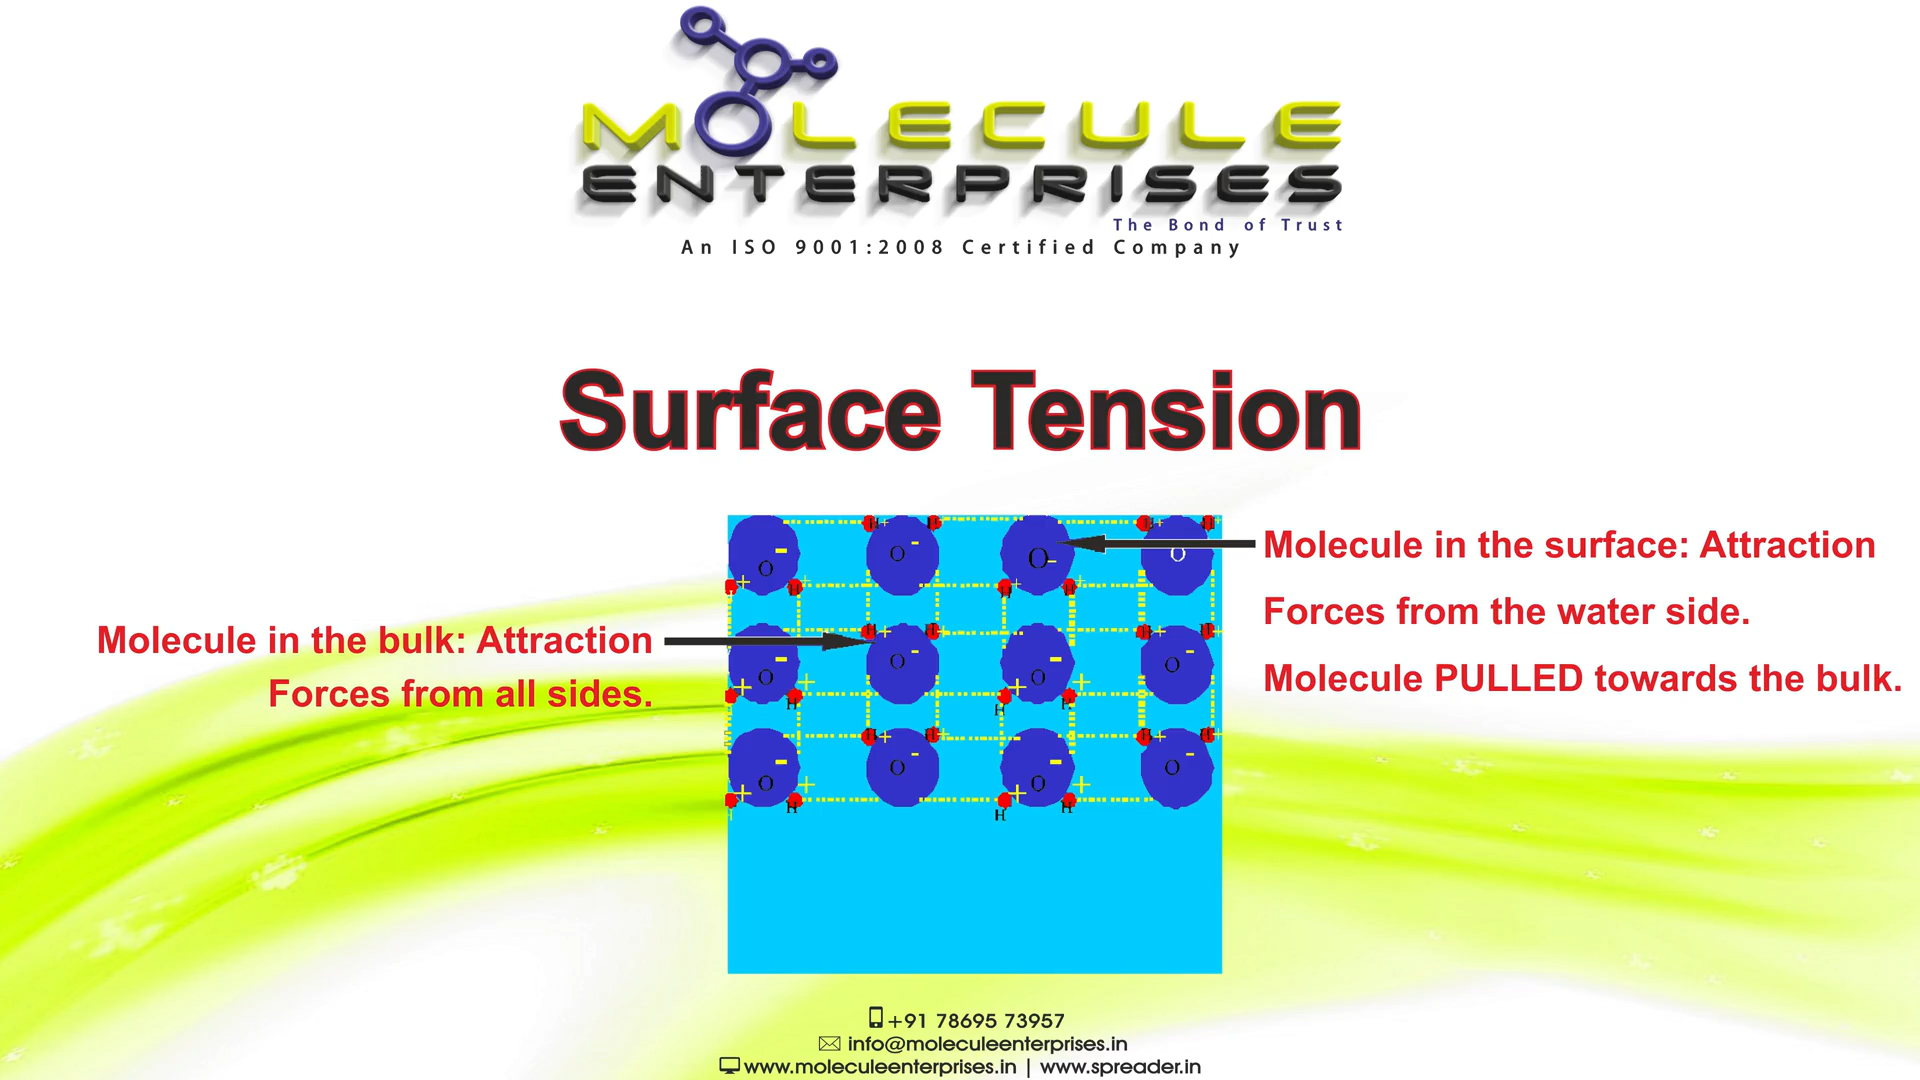 MOLECULE
ENTERPRISES
The Bond of Trust
An ISO 9001:2008 Certified Company
Surface Tension
Molecule in the surface: Attraction
Forces from the water side.
Molecule PULLED towards the bulk.
Molecule in the bulk: Attraction
Forces from all sides.
H + H
O - O - O - O
+ H H + H
H + H H + H
O - O - O - O -
+ H + H + H +
H + H + H + H
O - O - O - O -
+ H + H + H +
+91 78695 73957
info@moleculeenterprises.in
www.moleculeenterprises.in | www.spreader.in